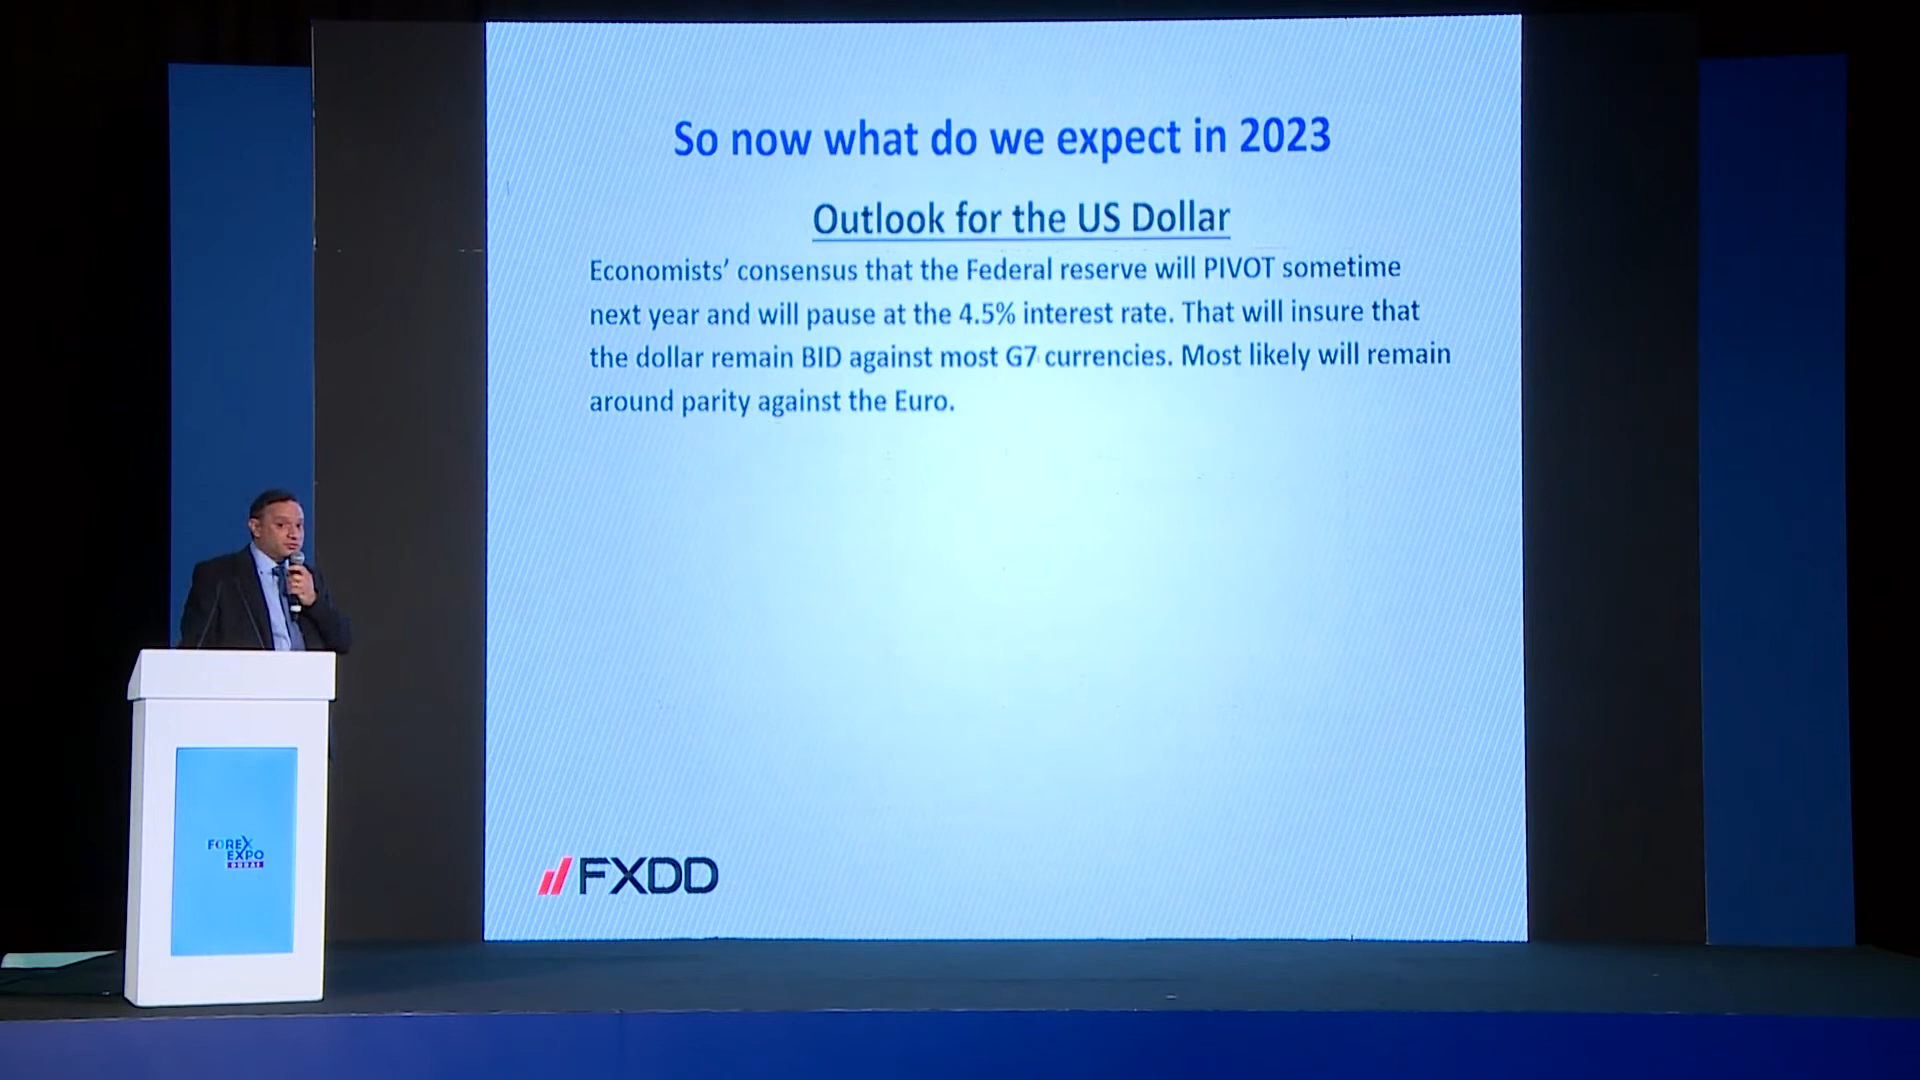 So now what do we expect in 2023
Outlook for the US Dollar
Economists’ consensus that the Federal reserve will PIVOT sometime
next year and will pause at the 4.5% interest rate. That will insure that
the dollar remain BID against most G7 currencies. Most likely will remain
around parity against the Euro.
FXDD
FOREX
EXPO
DUBAI